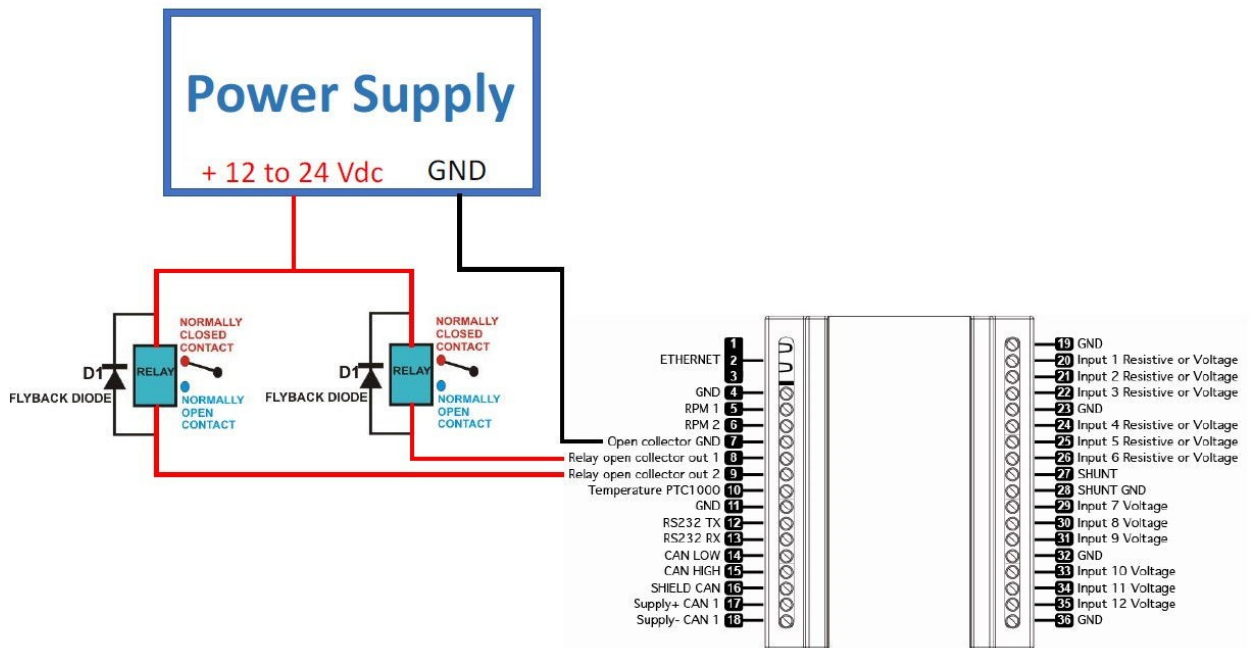 Power Supply
+ 12 to 24 Vdc GND
NORMALLY
CLOSED
CONTACT
D1
RELAY
FLYBACK DIODE
NORMALLY
OPEN
CONTACT
NORMALLY
CLOSED
CONTACT
D1
RELAY
FLYBACK DIODE
NORMALLY
OPEN
CONTACT
1
ETHERNET 2
3
GND 4
RPM 1 5
RPM 2 6
Open collector GND 7
Relay open collector out 1 8
Relay open collector out 2 9
Temperature PTC1000 10
GND 11
RS232 TX 12
RS232 RX 13
CAN LOW 14
CAN HIGH 15
SHIELD CAN 16
Supply+ CAN 1 17
Supply- CAN 1 18
19 GND
20 Input 1 Resistive or Voltage
21 Input 2 Resistive or Voltage
22 Input 3 Resistive or Voltage
23 GND
24 Input 4 Resistive or Voltage
25 Input 5 Resistive or Voltage
26 Input 6 Resistive or Voltage
27 SHUNT
28 SHUNT GND
29 Input 7 Voltage
30 Input 8 Voltage
31 Input 9 Voltage
32 GND
33 Input 10 Voltage
34 Input 11 Voltage
35 Input 12 Voltage
36 GND